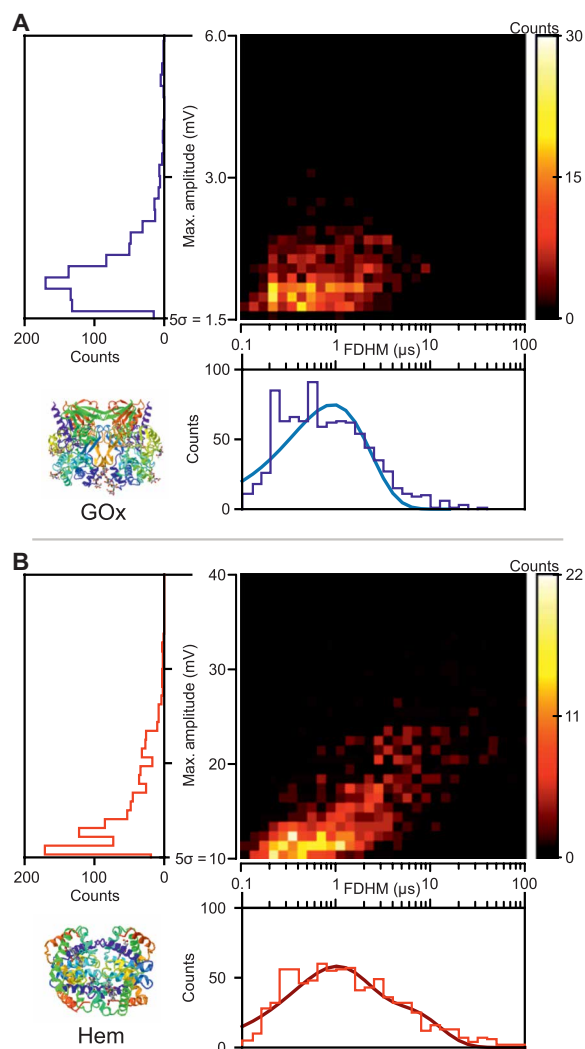 A
Counts
6.0
3.0
5σ = 1.5
Max. amplitude (mV)
200 100 0
Counts
30
15
0
0.1 1 10 100
FDHM (µs)
100
50
0
Counts
GOx
B
Counts
40
30
20
5σ = 10
Max. amplitude (mV)
200 100 0
Counts
22
11
0
0.1 1 10 100
FDHM (µs)
100
50
0
Counts
Hem